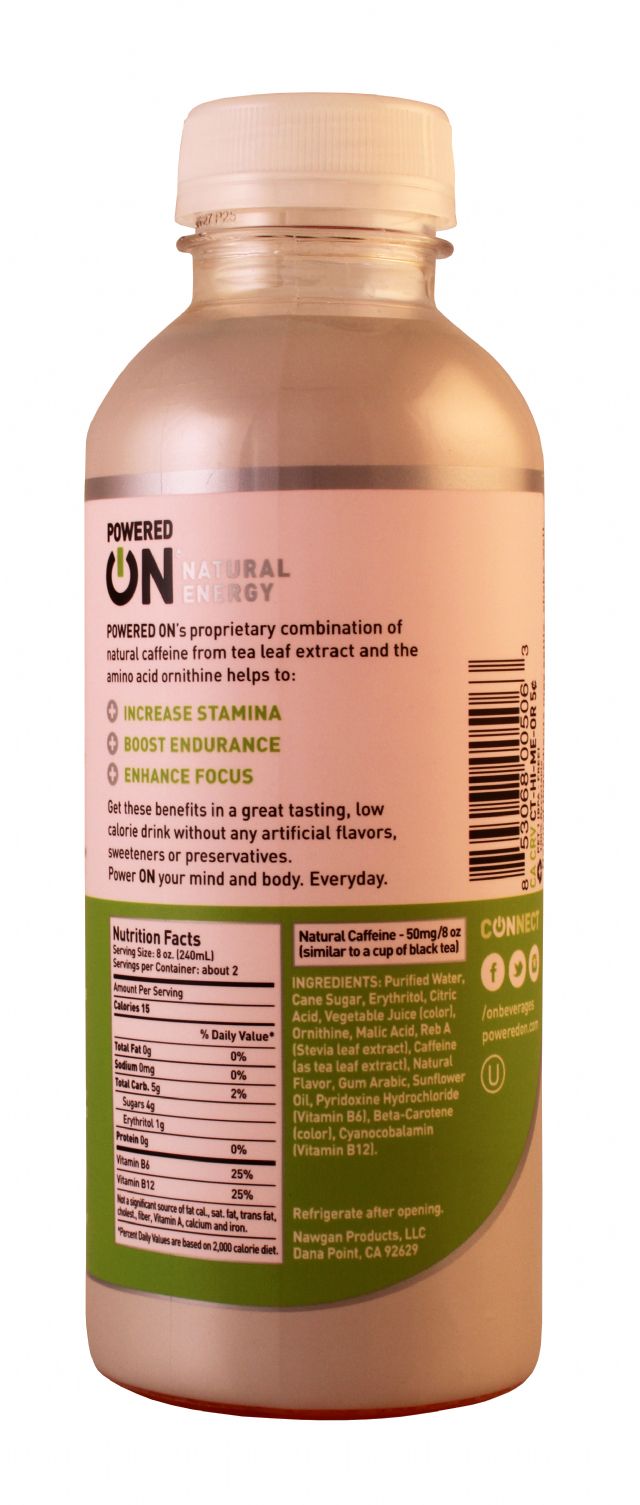 POWERED
ON
NATURAL
ENERGY
POWERED ON's proprietary combination of
natural caffeine from tea leaf extract and the
amino acid ornithine helps to:
INCREASE STAMINA
BOOST ENDURANCE
ENHANCE FOCUS
Get these benefits in a great tasting, low
calorie drink without any artificial flavors,
sweeteners or preservatives.
Power ON your mind and body. Everyday.
8 53068 00506 3
CA CRV CT-HI-ME-OR 5¢
Nutrition Facts
Serving Size: 8 oz. (240mL)
Servings per Container: about 2
Amount Per Serving
Calories 15
% Daily Value*
Total Fat 0g 0%
Sodium 0mg 0%
Total Carb. 5g 2%
Sugars 4g
Erythritol 1g
Protein 0g 0%
Vitamin B6 25%
Vitamin B12 25%
Not a significant source of fat cal., sat. fat, trans fat,
cholest., fiber, Vitamin A, calcium and iron.
*Percent Daily Values are based on 2,000 calorie diet.
Natural Caffeine - 50mg/8 oz
(similar to a cup of black tea)
INGREDIENTS: Purified Water,
Cane Sugar, Erythritol, Citric
Acid, Vegetable Juice (color),
Ornithine, Malic Acid, Reb A
(Stevia leaf extract), Caffeine
(as tea leaf extract), Natural
Flavor, Gum Arabic, Sunflower
Oil, Pyridoxine Hydrochloride
(Vitamin B6), Beta-Carotene
(color), Cyanocobalamin
(Vitamin B12).
Refrigerate after opening.
Nawgan Products, LLC
Dana Point, CA 92629
CONNECT
/onbeverages
poweredon.com
U